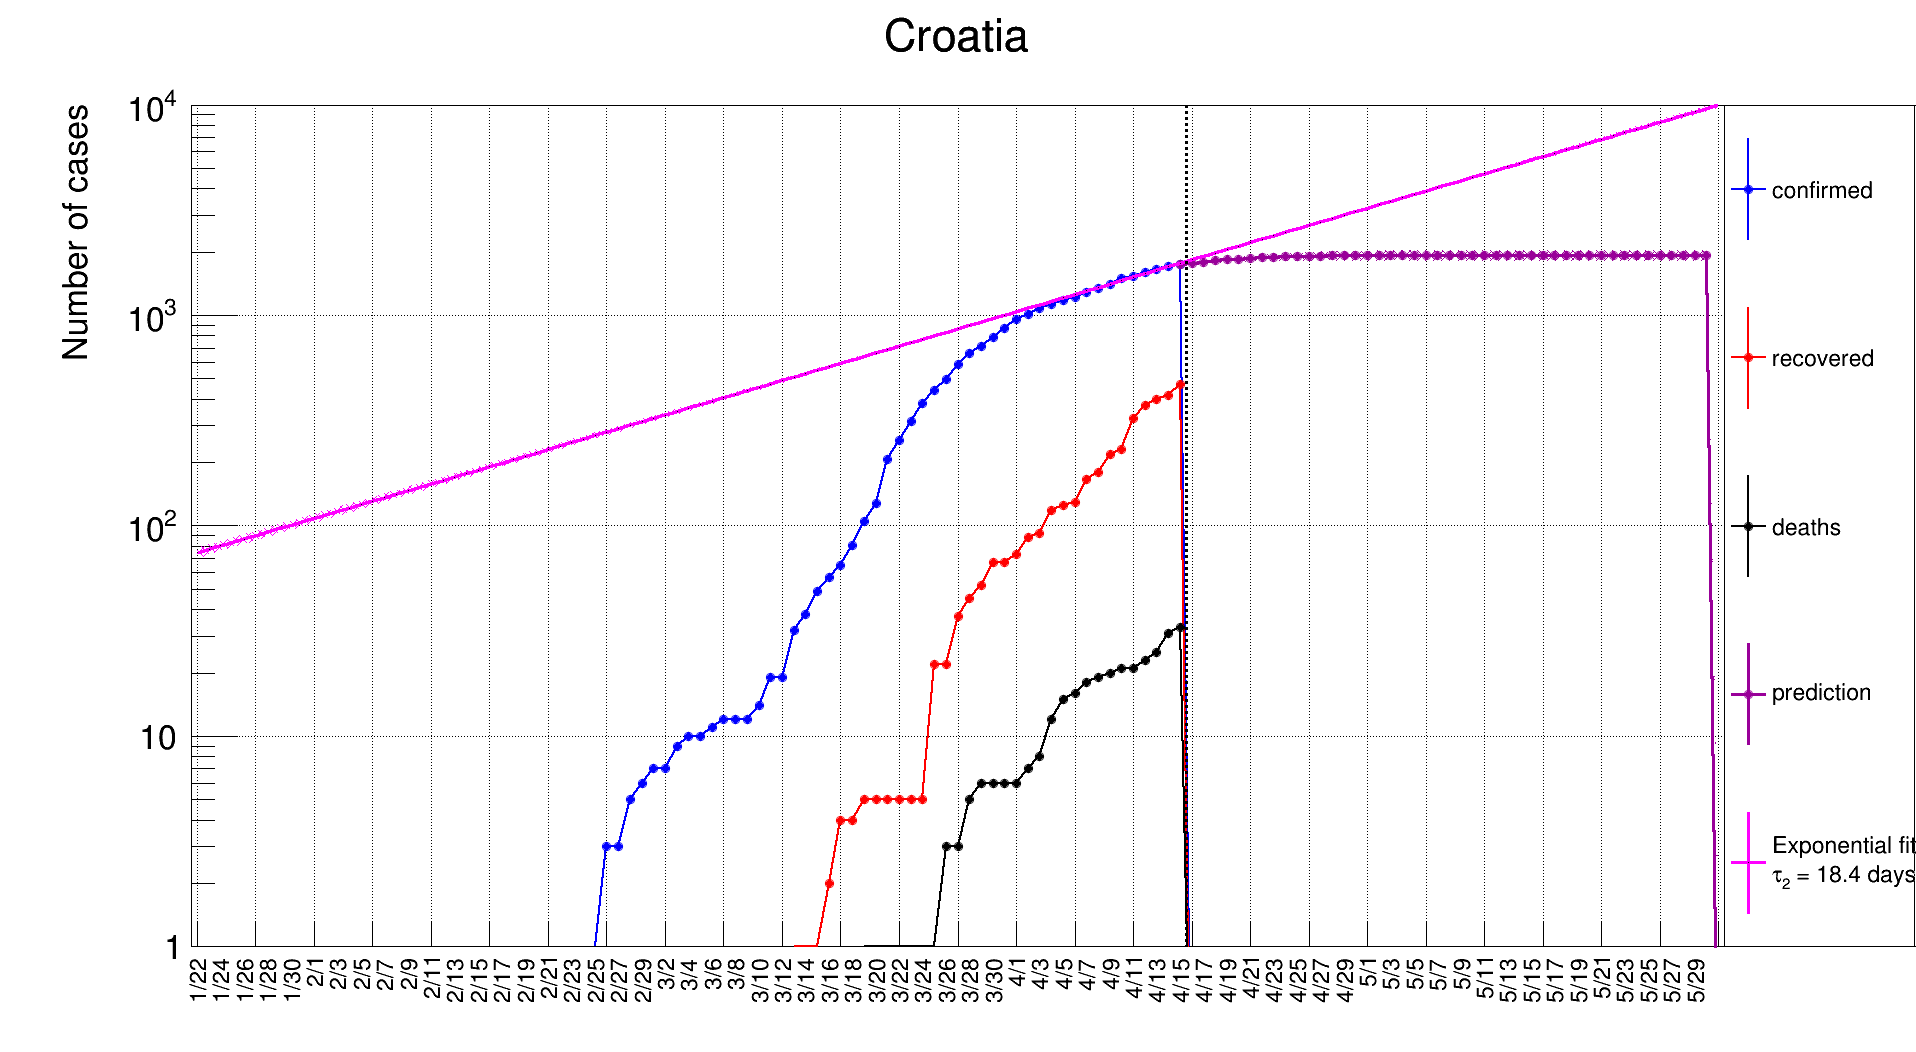 Croatia
Number of cases
10^4
10^3
10^2
10
1
1/22 1/24 1/26 1/28 1/30 2/1 2/3 2/5 2/7 2/9 2/11 2/13 2/15 2/17 2/19 2/21 2/23 2/25 2/27 2/29 3/2 3/4 3/6 3/8 3/10 3/12 3/14 3/16 3/18 3/20 3/22 3/24 3/26 3/28 3/30 4/1 4/3 4/5 4/7 4/9 4/11 4/13 4/15 4/17 4/19 4/21 4/23 4/25 4/27 4/29 5/1 5/3 5/5 5/7 5/9 5/11 5/13 5/15 5/17 5/19 5/21 5/23 5/25 5/27 5/29
confirmed
recovered
deaths
prediction
Exponential fit
τ₂ = 18.4 days